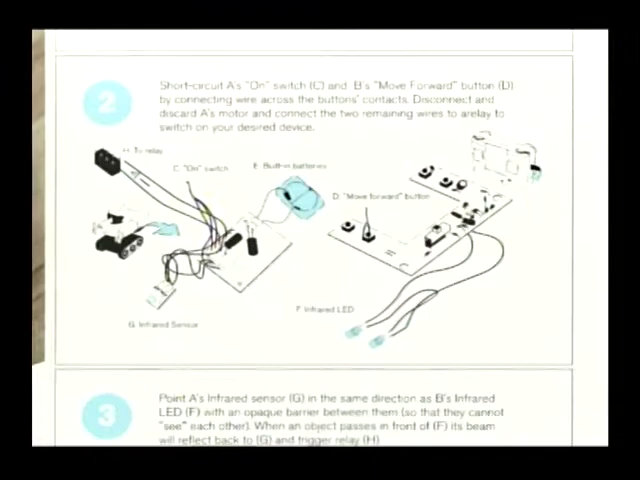 2
Short-circuit A's "On" switch (C) and B's "Move Forward" button (D)
by connecting wire across the buttons' contacts. Disconnect and
discard A's motor and connect the two remaining wires to arelay to
switch on your desired device.
H. To relay
C. "On" switch
E. Built-in batteries
D. "Move forward" button
F. Infrared LED
G. Infrared Sensor
3
Point A's Infrared sensor (G) in the same direction as B's Infrared
LED (F) with an opaque barrier between them (so that they cannot
"see" each other). When an object passes in front of (F) its beam
will reflect back to (G) and trigger relay (H)